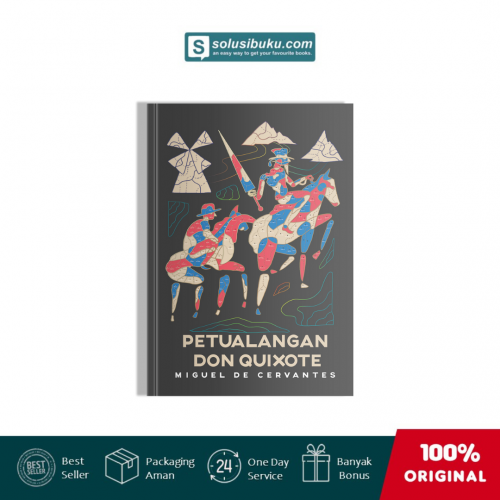 S solusibuku.com
an easy way to get your favourite books.
PETUALANGAN
DON QUIXOTE
MIGUEL DE CERVANTES
BEST
SELLER
Best
Seller
Packaging
Aman
24
One Day
Service
Banyak
Bonus
100%
ORIGINAL